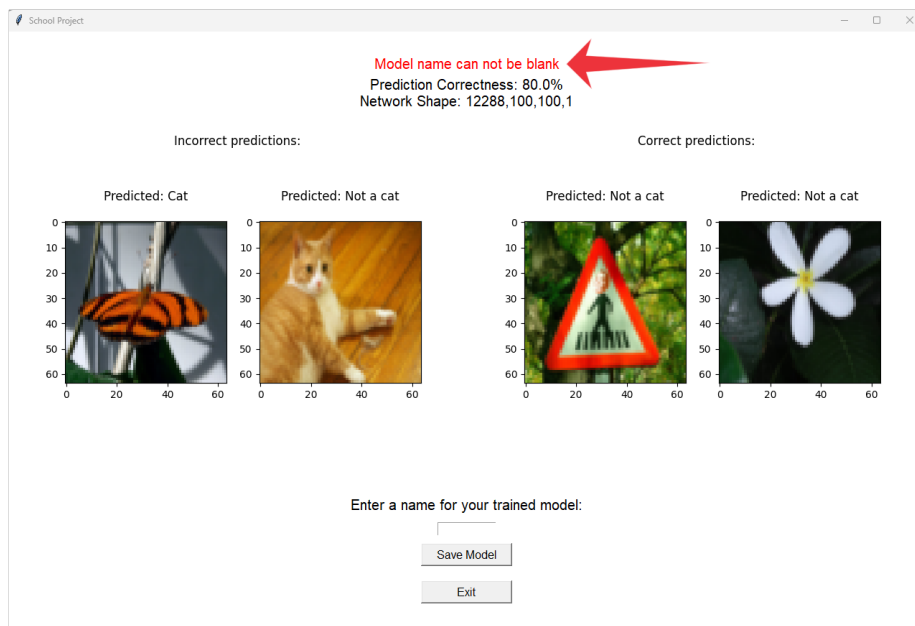 School Project
Model name can not be blank
Prediction Correctness: 80.0%
Network Shape: 12288,100,100,1
Incorrect predictions:
Correct predictions:
Predicted: Cat
Predicted: Not a cat
Predicted: Not a cat
Predicted: Not a cat
0
10
20
30
40
50
60
0 20 40 60
0
10
20
30
40
50
60
0 20 40 60
0
10
20
30
40
50
60
0 20 40 60
0
10
20
30
40
50
60
0 20 40 60
Enter a name for your trained model:
Save Model
Exit